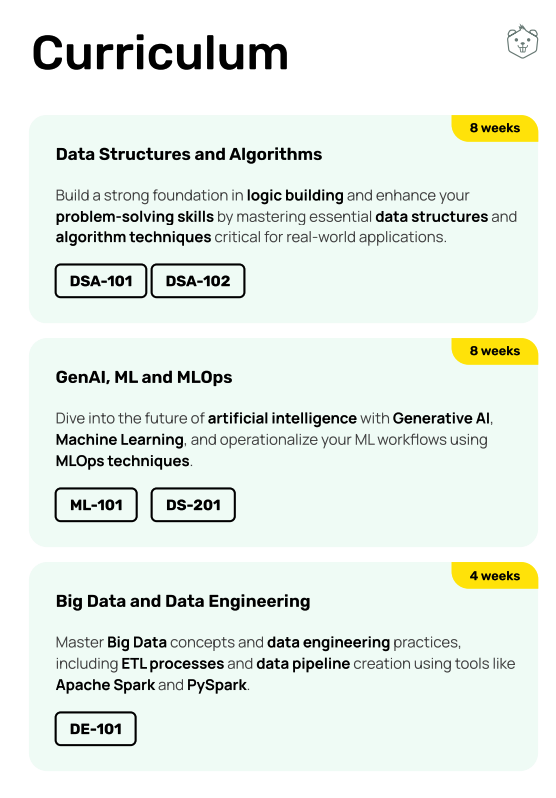 Curriculum
8 weeks
Data Structures and Algorithms
Build a strong foundation in logic building and enhance your
problem-solving skills by mastering essential data structures and
algorithm techniques critical for real-world applications.
DSA-101 DSA-102
8 weeks
GenAI, ML and MLOps
Dive into the future of artificial intelligence with Generative AI,
Machine Learning, and operationalize your ML workflows using
MLOps techniques.
ML-101 DS-201
4 weeks
Big Data and Data Engineering
Master Big Data concepts and data engineering practices,
including ETL processes and data pipeline creation using tools like
Apache Spark and PySpark.
DE-101